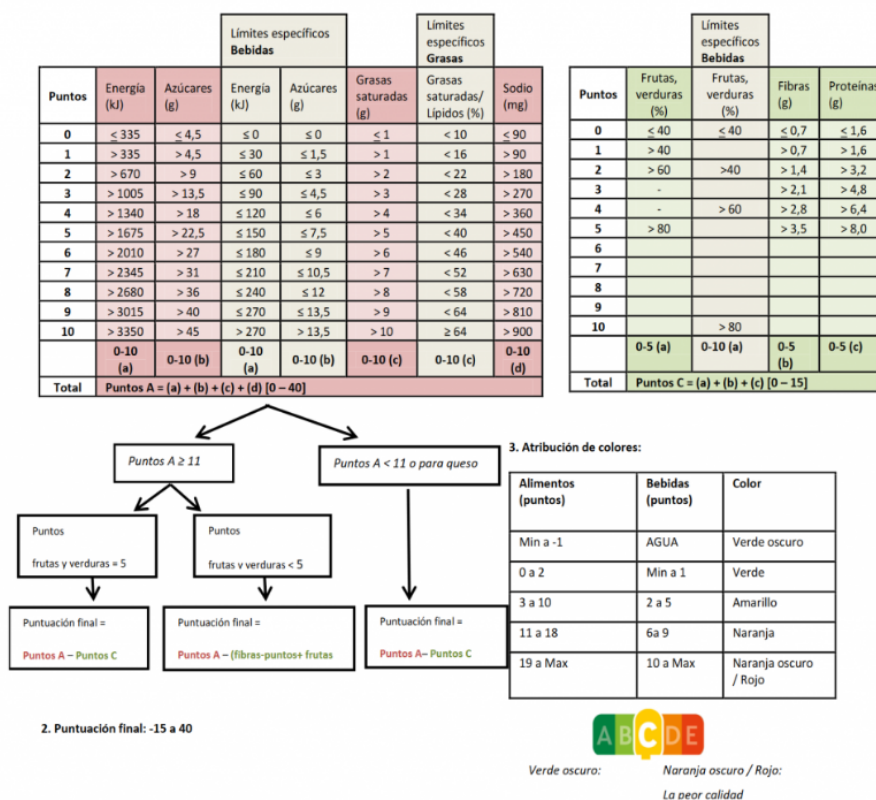 Límites específicos
Bebidas
Límites
específicos
Grasas
Puntos Energía (kJ) Azúcares (g) Energía (kJ) Azúcares (g) Grasas saturadas (g) Grasas saturadas/ Lípidos (%) Sodio (mg)
0 ≤ 335 ≤ 4,5 ≤ 0 ≤ 0 ≤ 1 < 10 ≤ 90
1 > 335 > 4,5 ≤ 30 ≤ 1,5 > 1 < 16 > 90
2 > 670 > 9 ≤ 60 ≤ 3 > 2 < 22 > 180
3 > 1005 > 13,5 ≤ 90 ≤ 4,5 > 3 < 28 > 270
4 > 1340 > 18 ≤ 120 ≤ 6 > 4 < 34 > 360
5 > 1675 > 22,5 ≤ 150 ≤ 7,5 > 5 < 40 > 450
6 > 2010 > 27 ≤ 180 ≤ 9 > 6 < 46 > 540
7 > 2345 > 31 ≤ 210 ≤ 10,5 > 7 < 52 > 630
8 > 2680 > 36 ≤ 240 ≤ 12 > 8 < 58 > 720
9 > 3015 > 40 ≤ 270 ≤ 13,5 > 9 < 64 > 810
10 > 3350 > 45 > 270 > 13,5 > 10 ≥ 64 > 900
0-10 (a) 0-10 (b) 0-10 (a) 0-10 (b) 0-10 (c) 0-10 (c) 0-10 (d)
Total Puntos A = (a) + (b) + (c) + (d) [0 – 40]
Límites
específicos
Bebidas
Puntos Frutas, verduras (%) Frutas, verduras (%) Fibras (g) Proteínas (g)
0 ≤ 40 ≤ 40 ≤ 0,7 ≤ 1,6
1 > 40 > 0,7 > 1,6
2 > 60 >40 > 1,4 > 3,2
3 - > 2,1 > 4,8
4 - > 60 > 2,8 > 6,4
5 > 80 > 3,5 > 8,0
6
7
8
9
10 > 80
0-5 (a) 0-10 (a) 0-5 (b) 0-5 (c)
Total Puntos C = (a) + (b) + (c) [0 – 15]
Puntos A ≥ 11
Puntos A < 11 o para queso
Puntos
frutas y verduras = 5
Puntos
frutas y verduras < 5
Puntuación final =
Puntos A – Puntos C
Puntuación final =
Puntos A – (fibras-puntos+ frutas
Puntuación final =
Puntos A– Puntos C
2. Puntuación final: -15 a 40
3. Atribución de colores:
Alimentos (puntos) Bebidas (puntos) Color
Min a -1 AGUA Verde oscuro
0 a 2 Min a 1 Verde
3 a 10 2 a 5 Amarillo
11 a 18 6a 9 Naranja
19 a Max 10 a Max Naranja oscuro / Rojo
A B C D E
Verde oscuro: Naranja oscuro / Rojo:
La peor calidad